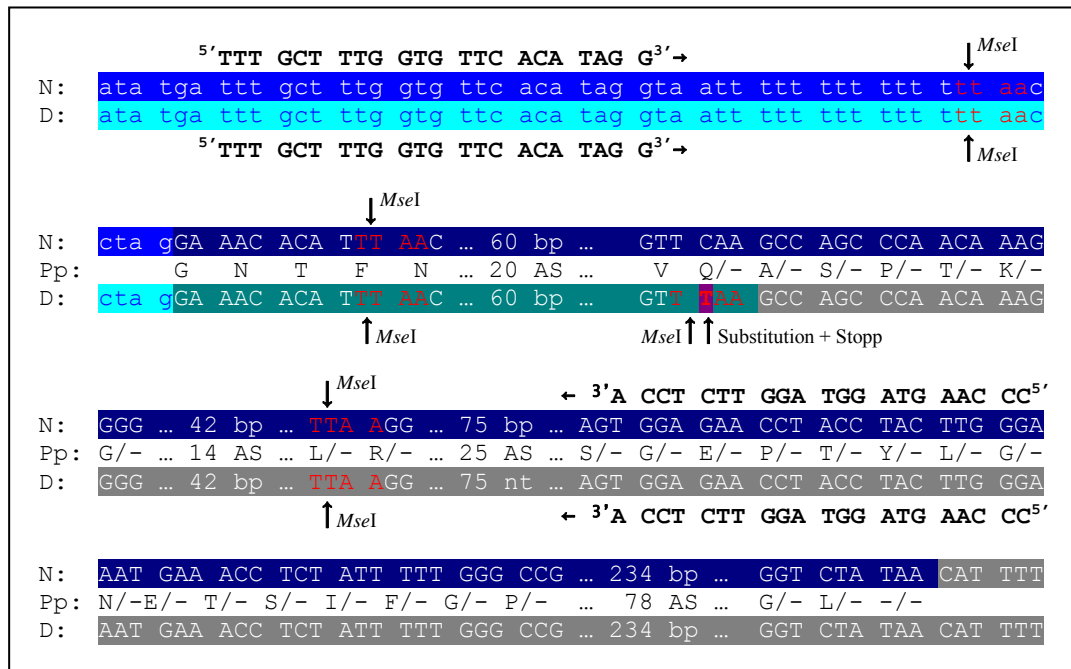 5'TTT GCT TTG GTG TTC ACA TAG G3'→ MseI
N: ata tga ttt gct ttg gtg ttc aca tag gta att ttt ttt ttt ttt aac
D: ata tga ttt gct ttg gtg ttc aca tag gta att ttt ttt ttt ttt aac
5'TTT GCT TTG GTG TTC ACA TAG G3'→ MseI
MseI
N: cta gGA AAC ACA TTT AAC … 60 bp … GTT CAA GCC AGC CCA ACA AAG
Pp: G N T F N … 20 AS … V Q/- A/- S/- P/- T/- K/-
D: cta gGA AAC ACA TTT AAC … 60 bp … GTT TAA GCC AGC CCA ACA AAG
MseI MseI Substitution + Stopp
MseI ← 3'A CCT CTT GGA TGG ATG AAC CC5'
N: GGG … 42 bp … TTA AGG … 75 bp … AGT GGA GAA CCT ACC TAC TTG GGA
Pp: G/- … 14 AS … L/- R/- … 25 AS … S/- G/- E/- P/- T/- Y/- L/- G/-
D: GGG … 42 bp … TTA AGG … 75 nt … AGT GGA GAA CCT ACC TAC TTG GGA
MseI ← 3'A CCT CTT GGA TGG ATG AAC CC5'
N: AAT GAA ACC TCT ATT TTT GGG CCG … 234 bp … GGT CTA TAA CAT TTT
Pp: N/-E/- T/- S/- I/- F/- G/- P/- … 78 AS … G/- L/- -/-
D: AAT GAA ACC TCT ATT TTT GGG CCG … 234 bp … GGT CTA TAA CAT TTT